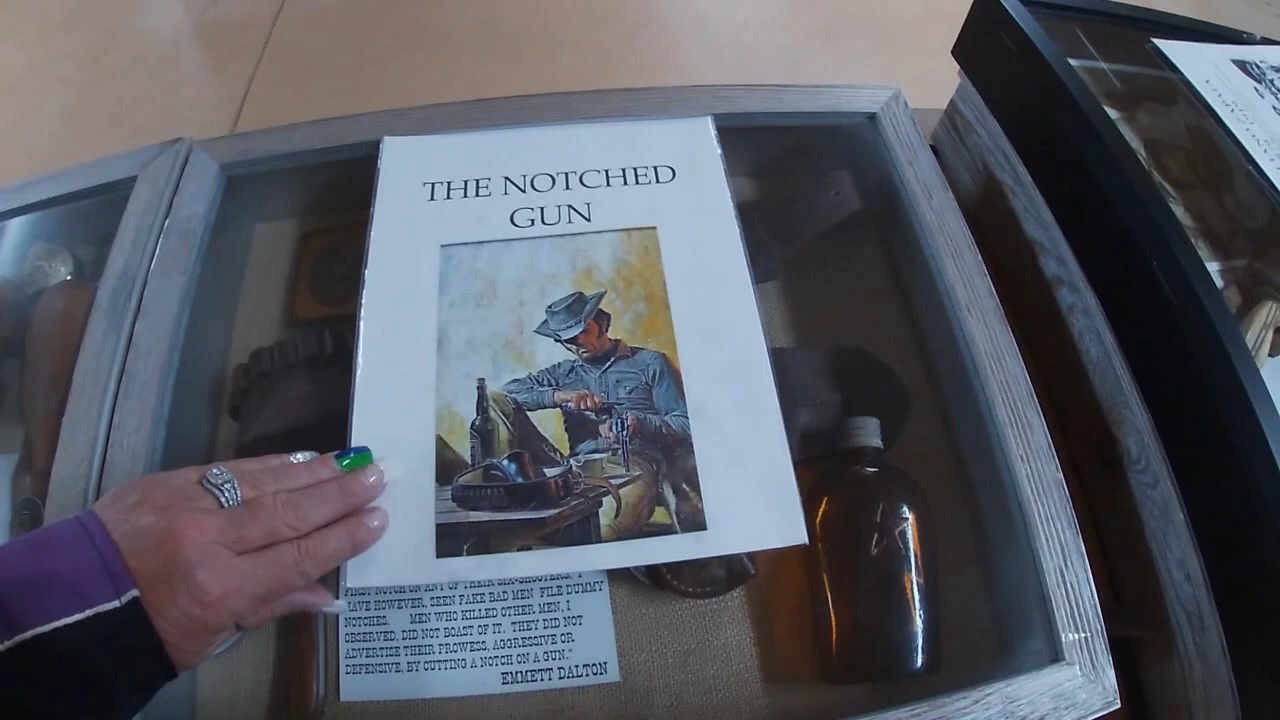 THE NOTCHED
GUN
FIRST NOTCH ON ANY OF THEIR SIX-SHOOTERS. I
HAVE HOWEVER, SEEN FAKE BAD MEN FILE DUMMY
NOTCHES. MEN WHO KILLED OTHER MEN, I
OBSERVED, DID NOT BOAST OF IT. THEY DID NOT
ADVERTISE THEIR PROWESS, AGGRESSIVE OR
DEFENSIVE, BY CUTTING A NOTCH ON A GUN."
EMMETT DALTON